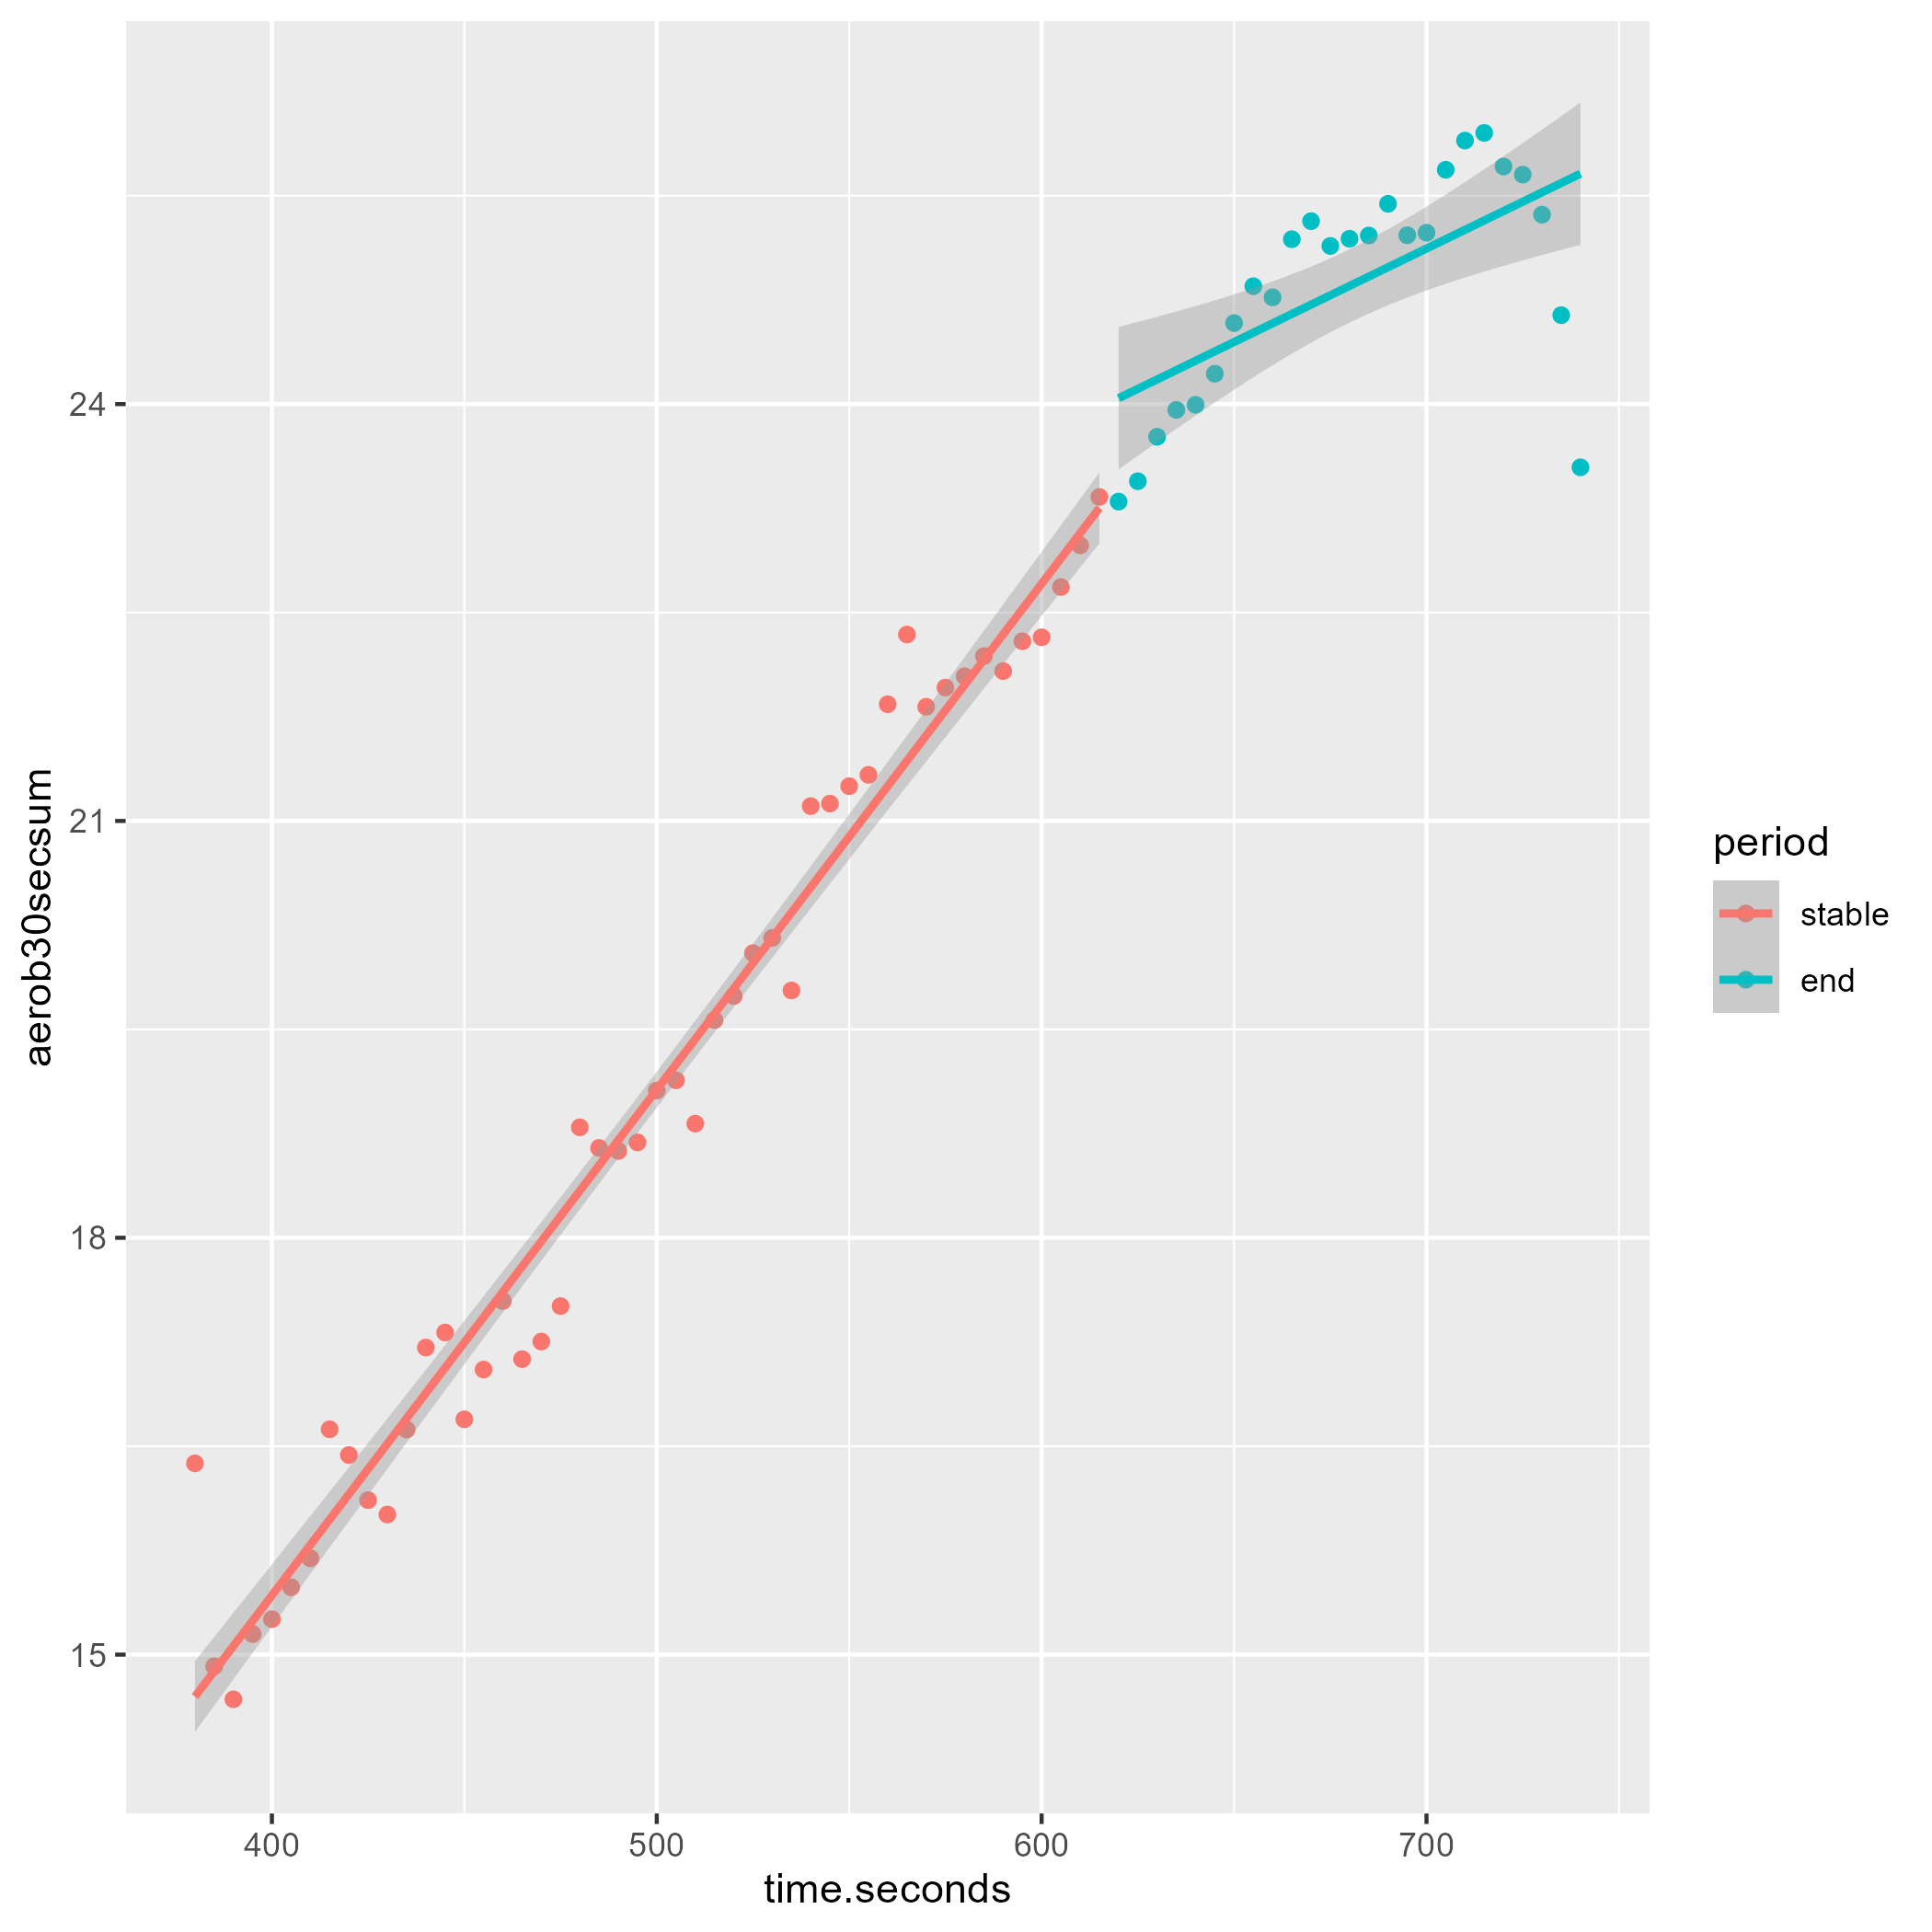 24
21
18
15
aerob30secsum
400
500
600
700
time.seconds
period
stable
end